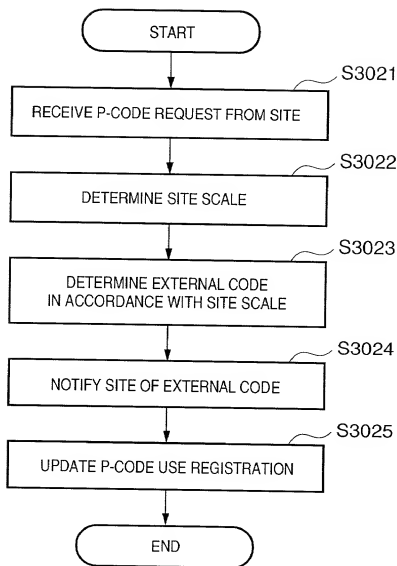 START
S3021
RECEIVE P-CODE REQUEST FROM SITE
S3022
DETERMINE SITE SCALE
S3023
DETERMINE EXTERNAL CODE
IN ACCORDANCE WITH SITE SCALE
S3024
NOTIFY SITE OF EXTERNAL CODE
S3025
UPDATE P-CODE USE REGISTRATION
END